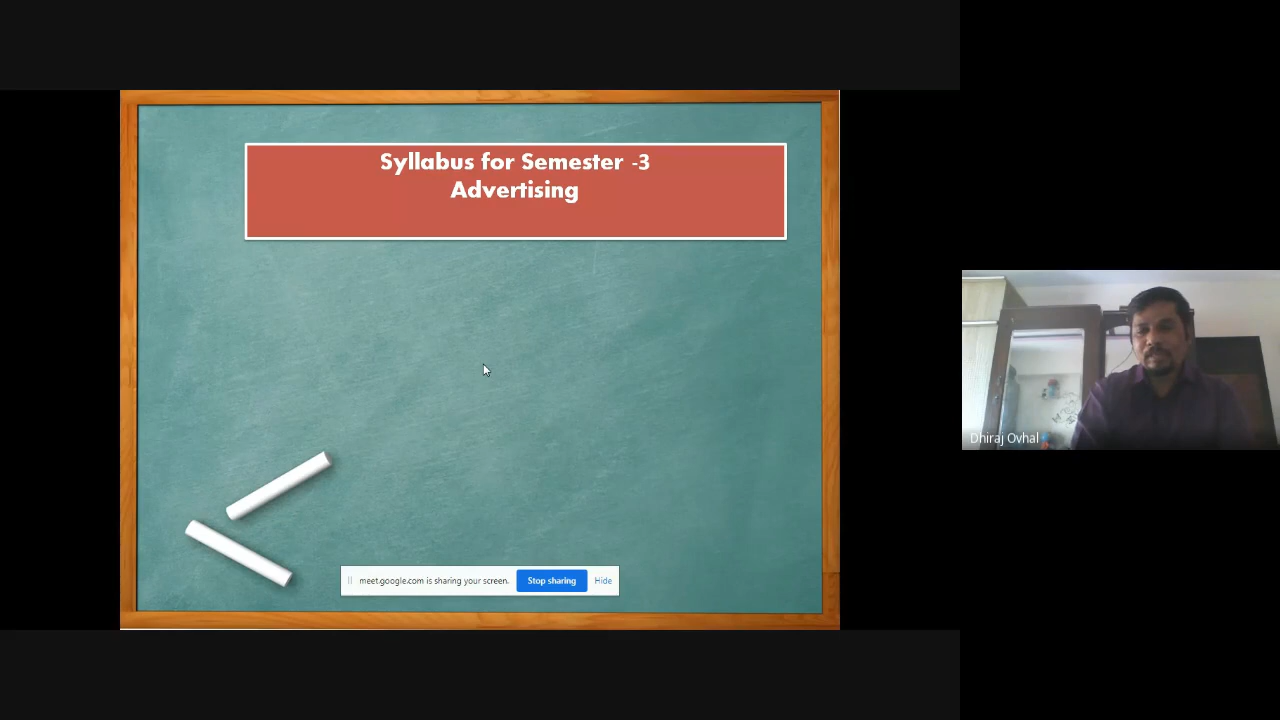 Syllabus for Semester -3
Advertising
meet.google.com is sharing your screen.
Stop sharing
Hide
Dhiraj Ovhal